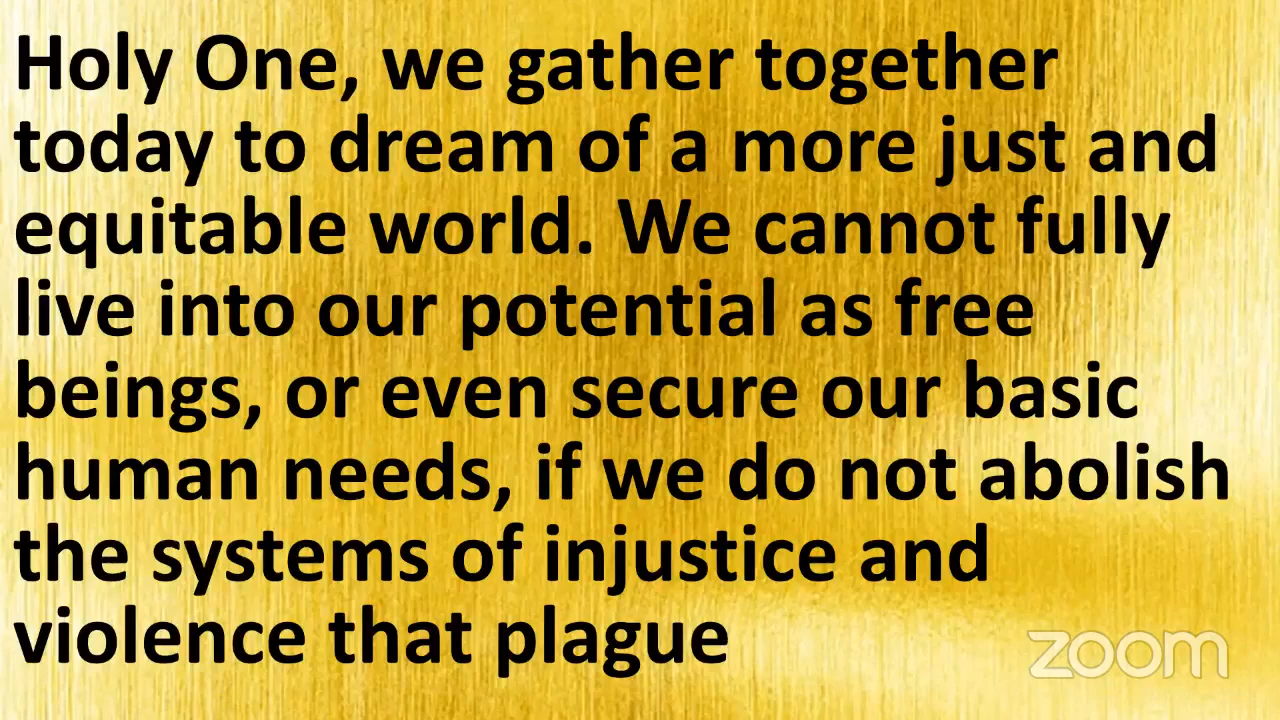 Holy One, we gather together
today to dream of a more just and
equitable world. We cannot fully
live into our potential as free
beings, or even secure our basic
human needs, if we do not abolish
the systems of injustice and
violence that plague
zoom